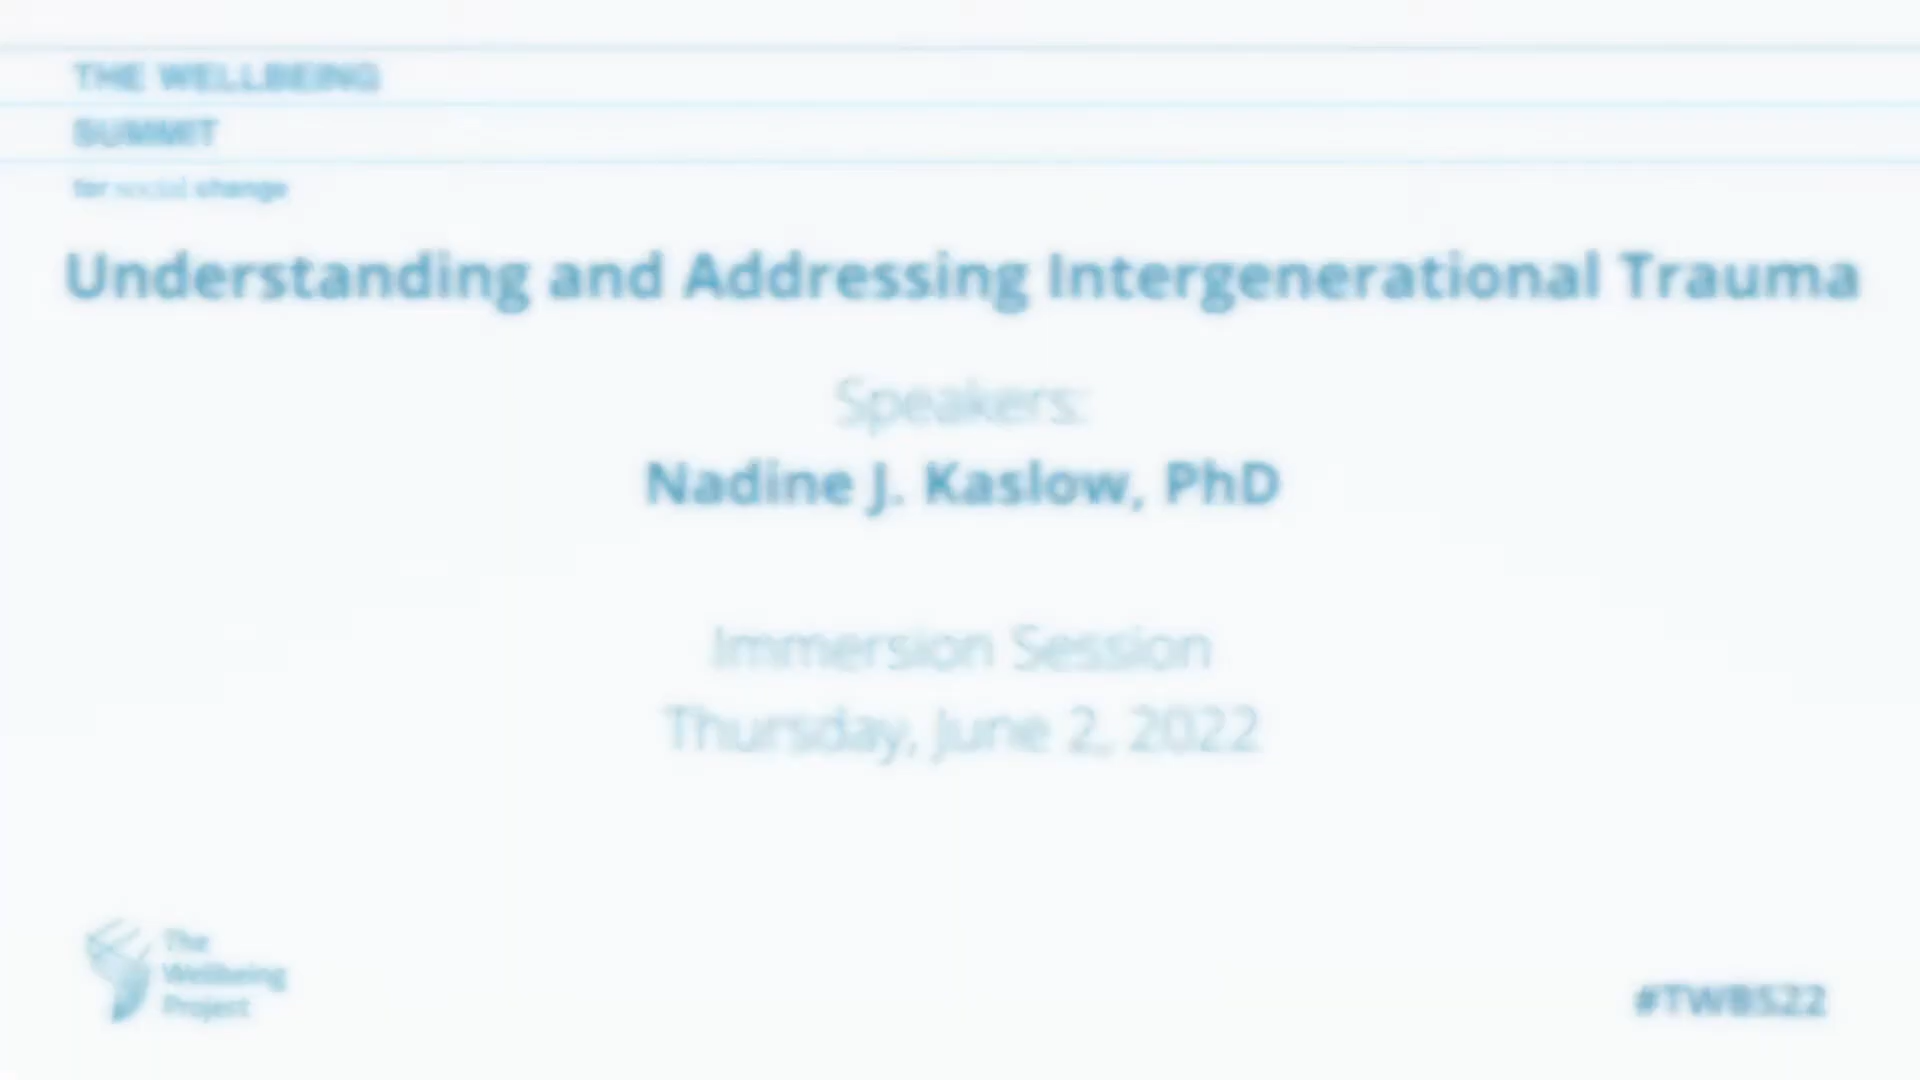 THE WELLBEING
SUMMIT
for social change
Understanding and Addressing Intergenerational Trauma
Speakers:
Nadine J. Kaslow, PhD
Immersion Session
Thursday, June 2, 2022
The
Wellbeing
Project
#TWBS22